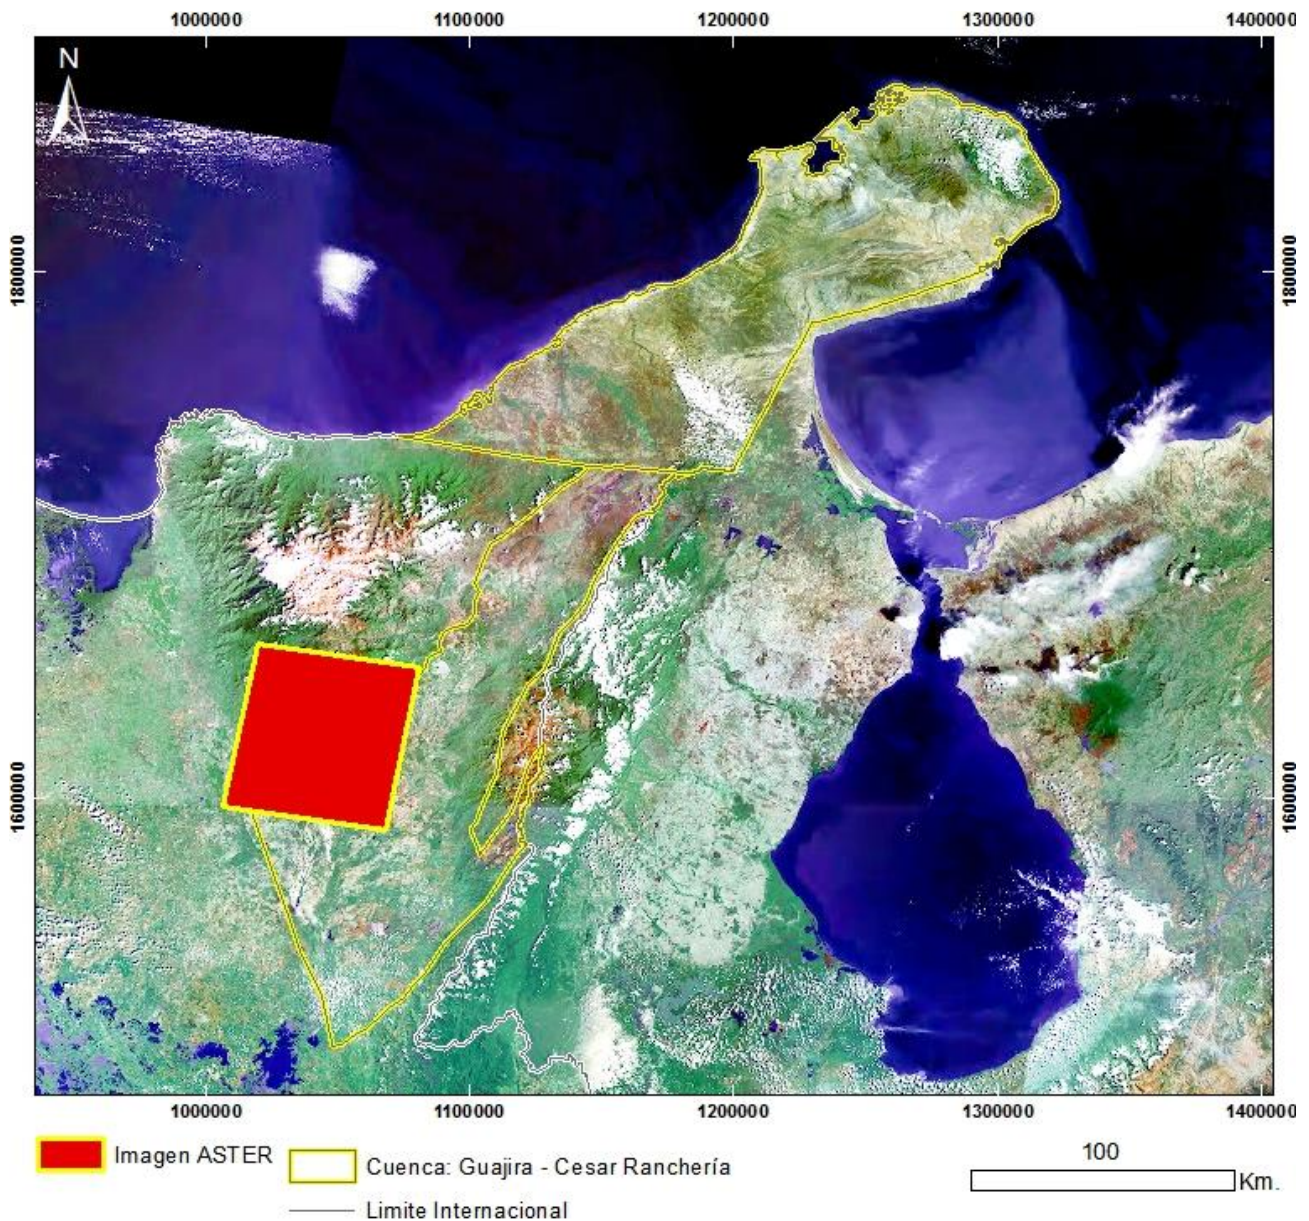 1000000 1100000 1200000 1300000 1400000
N
1800000 1800000
1600000 1600000
1000000 1100000 1200000 1300000 1400000
Imagen ASTER
Cuenca: Guajira - Cesar Ranchería
Limite Internacional
100
Km.